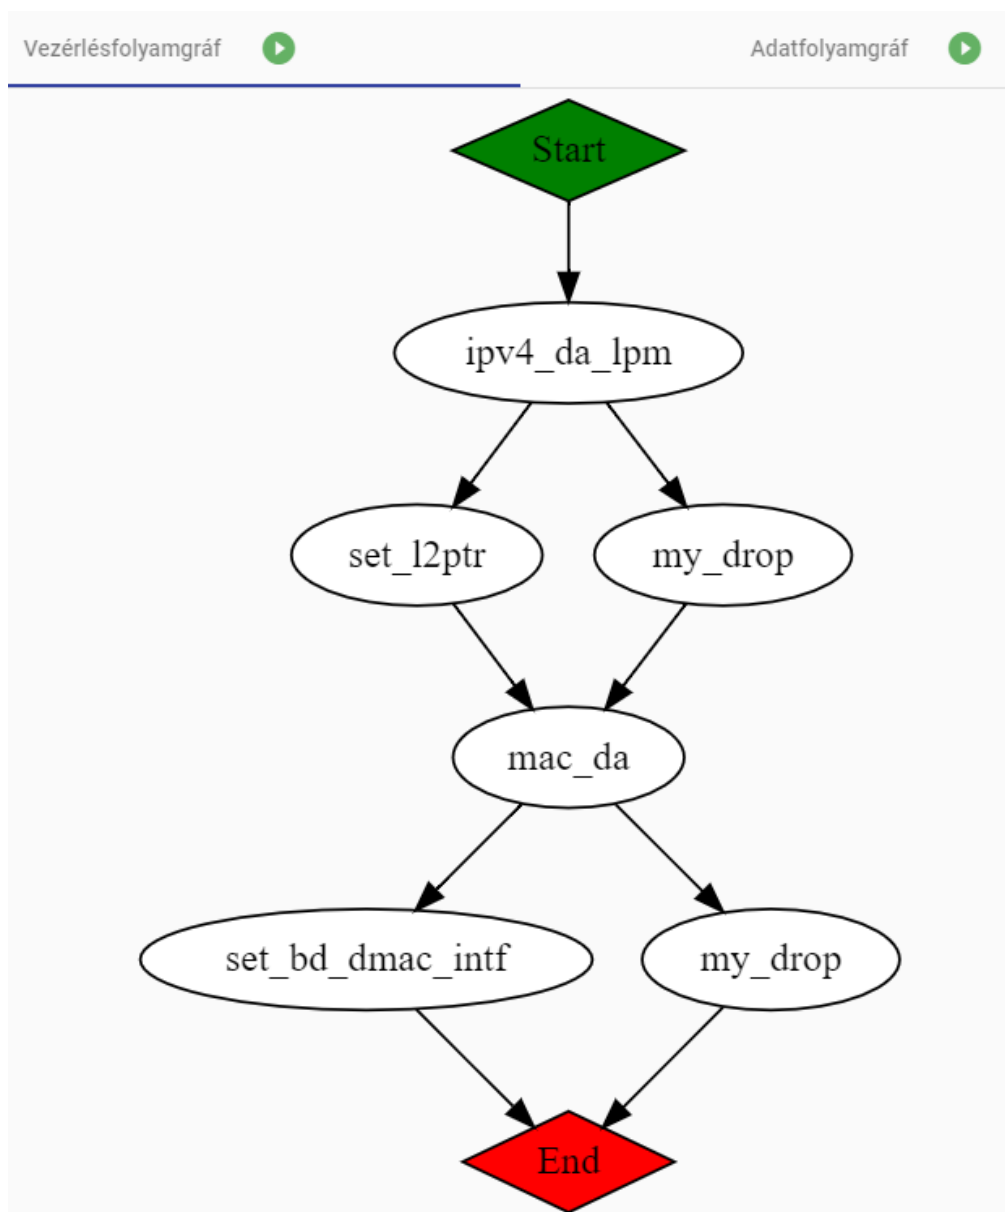 Vezérlésfolyamgráf
Adatfolyamgráf
Start
ipv4_da_lpm
set_l2ptr
my_drop
mac_da
set_bd_dmac_intf
my_drop
End